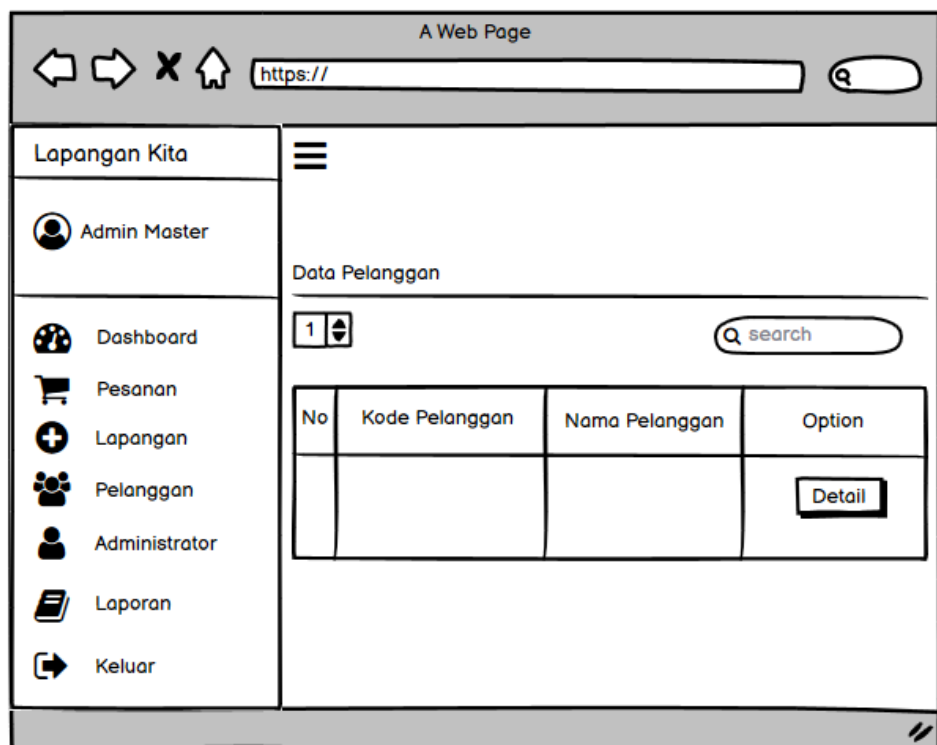 A Web Page
https://
Lapangan Kita
Admin Master
Dashboard
Pesanan
Lapangan
Pelanggan
Administrator
Laporan
Keluar
Data Pelanggan
1
search
No Kode Pelanggan Nama Pelanggan Option
Detail